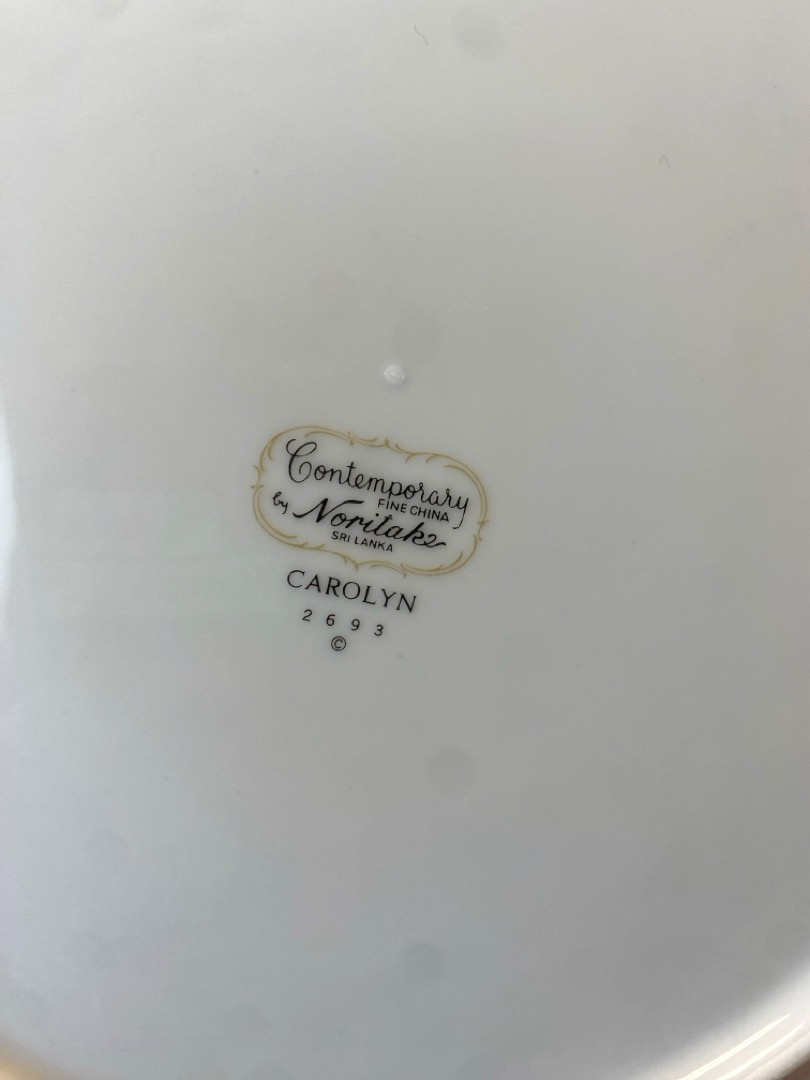 Contemporary
FINE CHINA
by Noritake
SRI LANKA
CAROLYN
2693
©